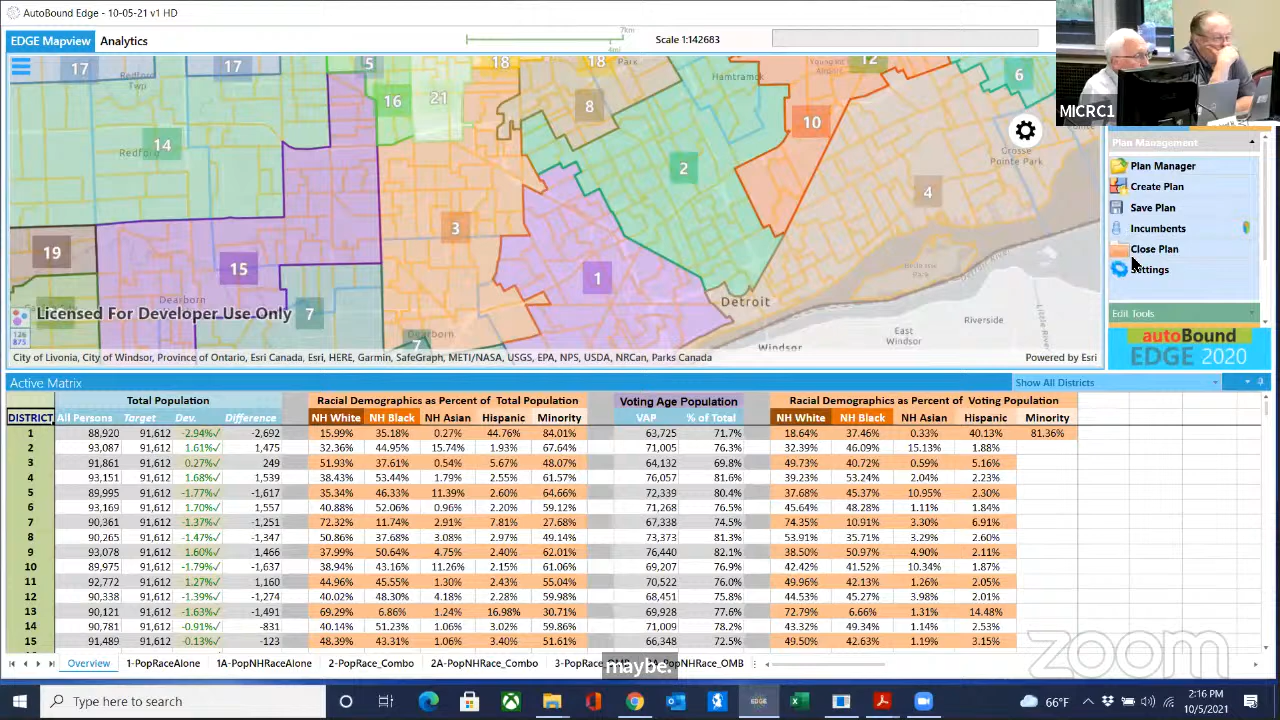 AutoBound Edge - 10-05-21 v1 HD
EDGE Mapview Analytics
7km
4mi
Scale 1:142683
17
Redford Twp
17
5
18
18
Park
Hamtramck
12
6
16
21
8
10
14
Redford
2
Grosse Pointe Park
4
3
19
15
1
Dearborn
7
Detroit
Licensed For Developer Use Only
Dearborn
7
East Windsor
Riverside
Windsor
City of Livonia, City of Windsor, Province of Ontario, Esri Canada, Esri, HERE, Garmin, SafeGraph, METI/NASA, USGS, EPA, NPS, USDA, NRCan, Parks Canada
Powered by Esri
MICRC1
Plan Management
Plan Manager
Create Plan
Save Plan
Incumbents
Close Plan
Settings
Edit Tools
autoBound
EDGE 2020
Active Matrix
Show All Districts
Total Population Racial Demographics as Percent of Total Population Voting Age Population Racial Demographics as Percent of Voting Population
DISTRICT All Persons Target Dev. Difference NH White NH Black NH Asian Hispanic Minority VAP % of Total NH White NH Black NH Asian Hispanic Minority
1 88,920 91,612 -2.94%✓ -2,692 15.99% 35.18% 0.27% 44.76% 84.01% 63,725 71.7% 18.64% 37.46% 0.33% 40.13% 81.36%
2 93,087 91,612 1.61%✓ 1,475 32.36% 44.95% 15.74% 1.93% 67.64% 71,005 76.3% 32.39% 46.09% 15.13% 1.88%
3 91,861 91,612 0.27%✓ 249 51.93% 37.61% 0.54% 5.67% 48.07% 64,132 69.8% 49.73% 40.72% 0.59% 5.16%
4 93,151 91,612 1.68%✓ 1,539 38.43% 53.44% 1.79% 2.55% 61.57% 76,057 81.6% 39.23% 53.24% 2.04% 2.23%
5 89,995 91,612 -1.77%✓ -1,617 35.34% 46.33% 11.39% 2.60% 64.66% 72,339 80.4% 37.68% 45.37% 10.95% 2.30%
6 93,169 91,612 1.70%✓ 1,557 40.88% 52.06% 0.96% 2.20% 59.12% 71,268 76.5% 45.64% 48.28% 1.11% 1.84%
7 90,361 91,612 -1.37%✓ -1,251 72.32% 11.74% 2.91% 7.81% 27.68% 67,338 74.5% 74.35% 10.91% 3.30% 6.91%
8 90,265 91,612 -1.47%✓ -1,347 50.86% 37.68% 3.08% 2.97% 49.14% 73,373 81.3% 53.91% 35.71% 3.29% 2.60%
9 93,078 91,612 1.60%✓ 1,466 37.99% 50.64% 4.75% 2.40% 62.01% 76,440 82.1% 38.50% 50.97% 4.90% 2.11%
10 89,975 91,612 -1.79%✓ -1,637 38.94% 43.16% 11.26% 2.15% 61.06% 69,207 76.9% 42.42% 41.52% 10.34% 1.87%
11 92,772 91,612 1.27%✓ 1,160 44.96% 45.55% 1.30% 2.43% 55.04% 70,522 76.0% 49.96% 42.13% 1.26% 2.05%
12 90,338 91,612 -1.39%✓ -1,274 40.02% 48.30% 4.18% 2.28% 59.98% 68,451 75.8% 44.53% 45.27% 3.98% 2.01%
13 90,121 91,612 -1.63%✓ -1,491 69.29% 6.86% 1.24% 16.98% 30.71% 69,928 77.6% 72.79% 6.66% 1.31% 14.48%
14 90,781 91,612 -0.91%✓ -831 40.14% 51.23% 1.06% 3.02% 59.86% 71,009 78.2% 43.32% 49.34% 1.14% 2.53%
15 91,489 91,612 -0.13%✓ -123 48.39% 43.31% 1.06% 3.40% 51.61% 66,348 72.5% 49.50% 42.63% 1.19% 3.15%
zoom
Overview 1-PopRaceAlone 1A-PopNHRaceAlone 2-PopRace_Combo 2A-PopNHRace_Combo
maybe.
Type here to search
EDGE
66°F
2:16 PM
10/5/2021